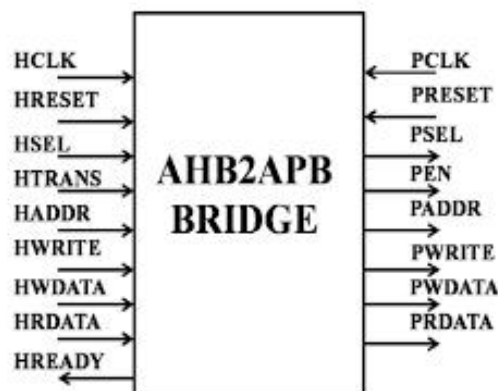 HCLK
HRESET
HSEL
HTRANS
HADDR
HWRITE
HWDATA
HRDATA
HREADY
AHB2APB
BRIDGE
PCLK
PRESET
PSEL
PEN
PADDR
PWRITE
PWDATA
PRDATA